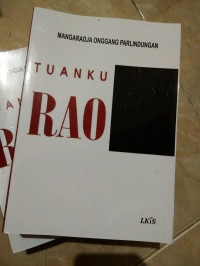 MANGARADJA ONGGANG PARLINDUNGAN
TUANKU
RAO
LKiS